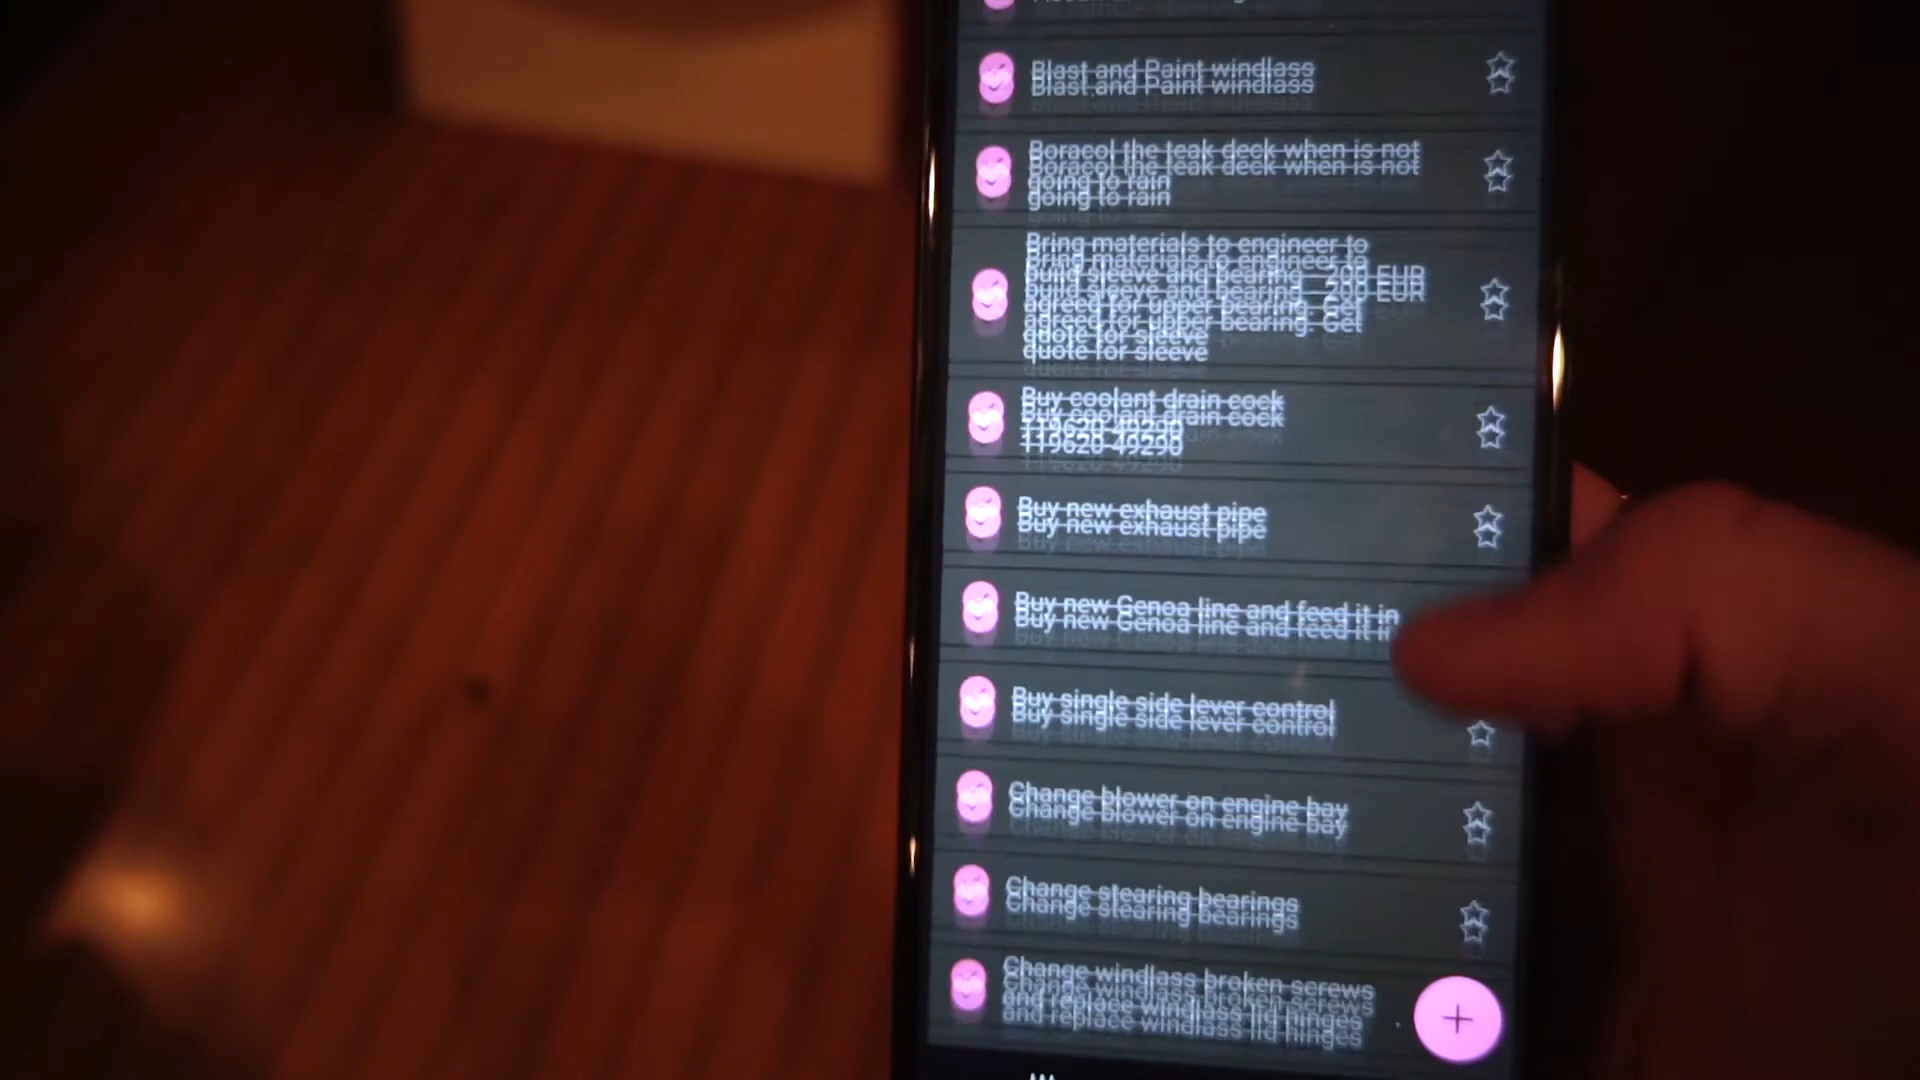 Blast and Paint windlass
Boracol the teak deck when is not
going to rain
Bring materials to engineer to
build sleeve and bearing - 200 EUR
agreed for upper bearing. Get
quote for sleeve
Buy coolant drain cock
119620-49290
Buy new exhaust pipe
Buy new Genoa line and feed it in
Buy single side lever control
Change blower on engine bay
Change stearing bearings
Change windlass broken screws
and replace windlass lid hinges